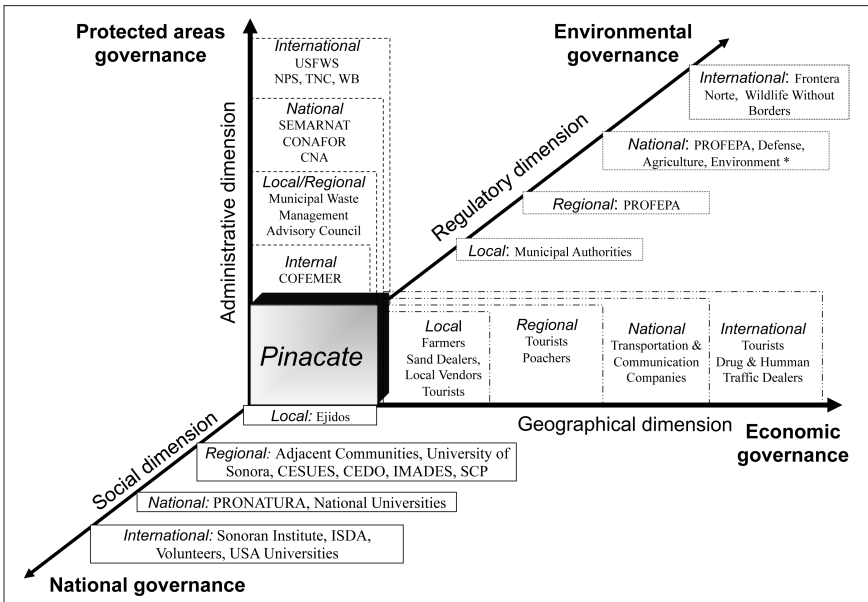 Protected areas
governance
Administrative dimension
International
USFWS
NPS, TNC, WB
National
SEMARNAT
CONAFOR
CNA
Local/Regional
Municipal Waste
Management
Advisory Council
Internal
COFEMER
Environmental
governance
Regulatory dimension
International: Frontera
Norte, Wildlife Without
Borders
National: PROFEPA, Defense,
Agriculture, Environment *
Regional: PROFEPA
Local: Municipal Authorities
Pinacate
Local
Farmers
Sand Dealers,
Local Vendors
Tourists
Regional
Tourists
Poachers
National
Transportation &
Communication
Companies
International
Tourists
Drug & Humman
Traffic Dealers
Geographical dimension
Economic
governance
Social dimension
Local: Ejidos
Regional: Adjacent Communities, University of
Sonora, CESUES, CEDO, IMADES, SCP
National: PRONATURA, National Universities
International: Sonoran Institute, ISDA,
Volunteers, USA Universities
National governance